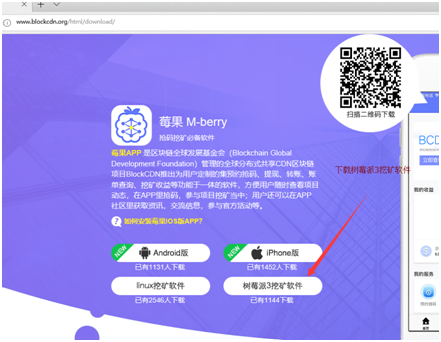 www.blockcdn.org/html/download/
扫描二维码下载
莓果 M-berry
抢码挖矿必备软件
下载树莓派3挖矿软件
莓果APP 是区块链全球发展基金会（Blockchain Global
Development Foundation）管理的全球分布式共享CDN区块链
项目BlockCDN推出为用户定制的集预约抢码、提现、转账、账
单查询、挖矿收益等功能于一体的软件，方便用户随时查看项目
动态，在APP里抢码，参与项目挖矿当中；用户还可以在APP
社区里获取资讯，交流信息，参与官方活动等。
如何安装莓果IOS版APP?
NEW
Android版
已有1131人下载
NEW
iPhone版
已有1452人下载
linux挖矿软件
已有2546人下载
树莓派3挖矿软件
已有1144人下载
BCD
立即查
我的收益
我的服务
首页